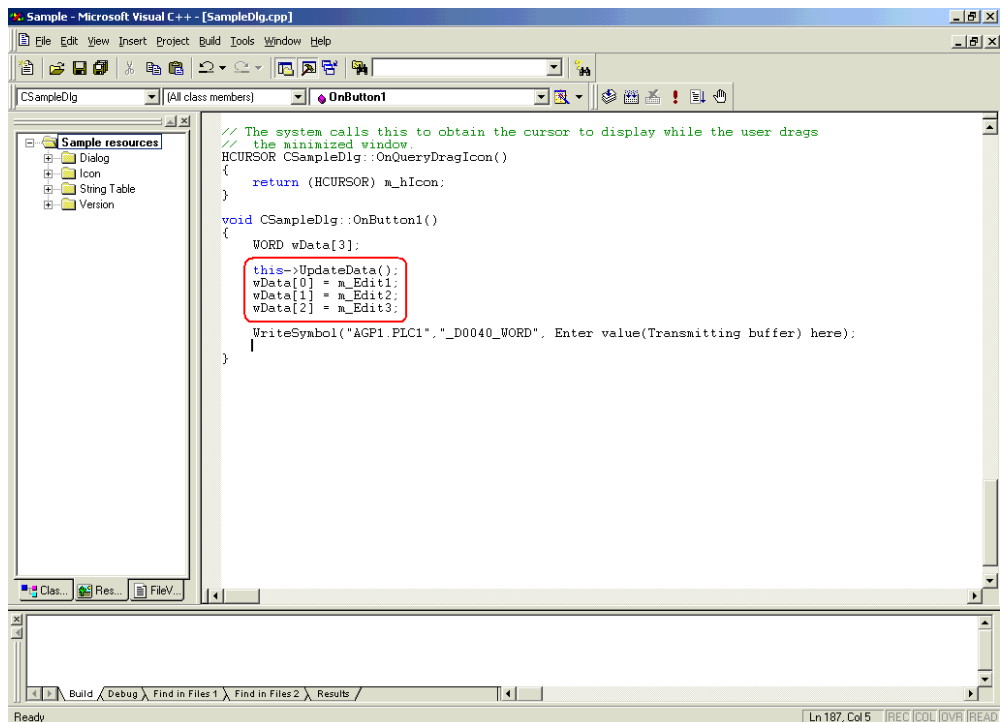 Sample - Microsoft Visual C++ - [SampleDlg.cpp]
File Edit View Insert Project Build Tools Window Help
CSampleDlg (All class members) OnButton1
Sample resources
Dialog
Icon
String Table
Version
// The system calls this to obtain the cursor to display while the user drags
//  the minimized window.
HCURSOR CSampleDlg::OnQueryDragIcon()
{
    return (HCURSOR) m_hIcon;
}
void CSampleDlg::OnButton1()
{
    WORD wData[3];
    this->UpdateData();
    wData[0] = m_Edit1;
    wData[1] = m_Edit2;
    wData[2] = m_Edit3;
    WriteSymbol("AGP1.PLC1","_D0040_WORD", Enter value(Transmitting buffer) here);
}
Clas... Res... FileV...
Build Debug Find in Files 1 Find in Files 2 Results
Ready Ln 187, Col 5 REC COL OVR READ